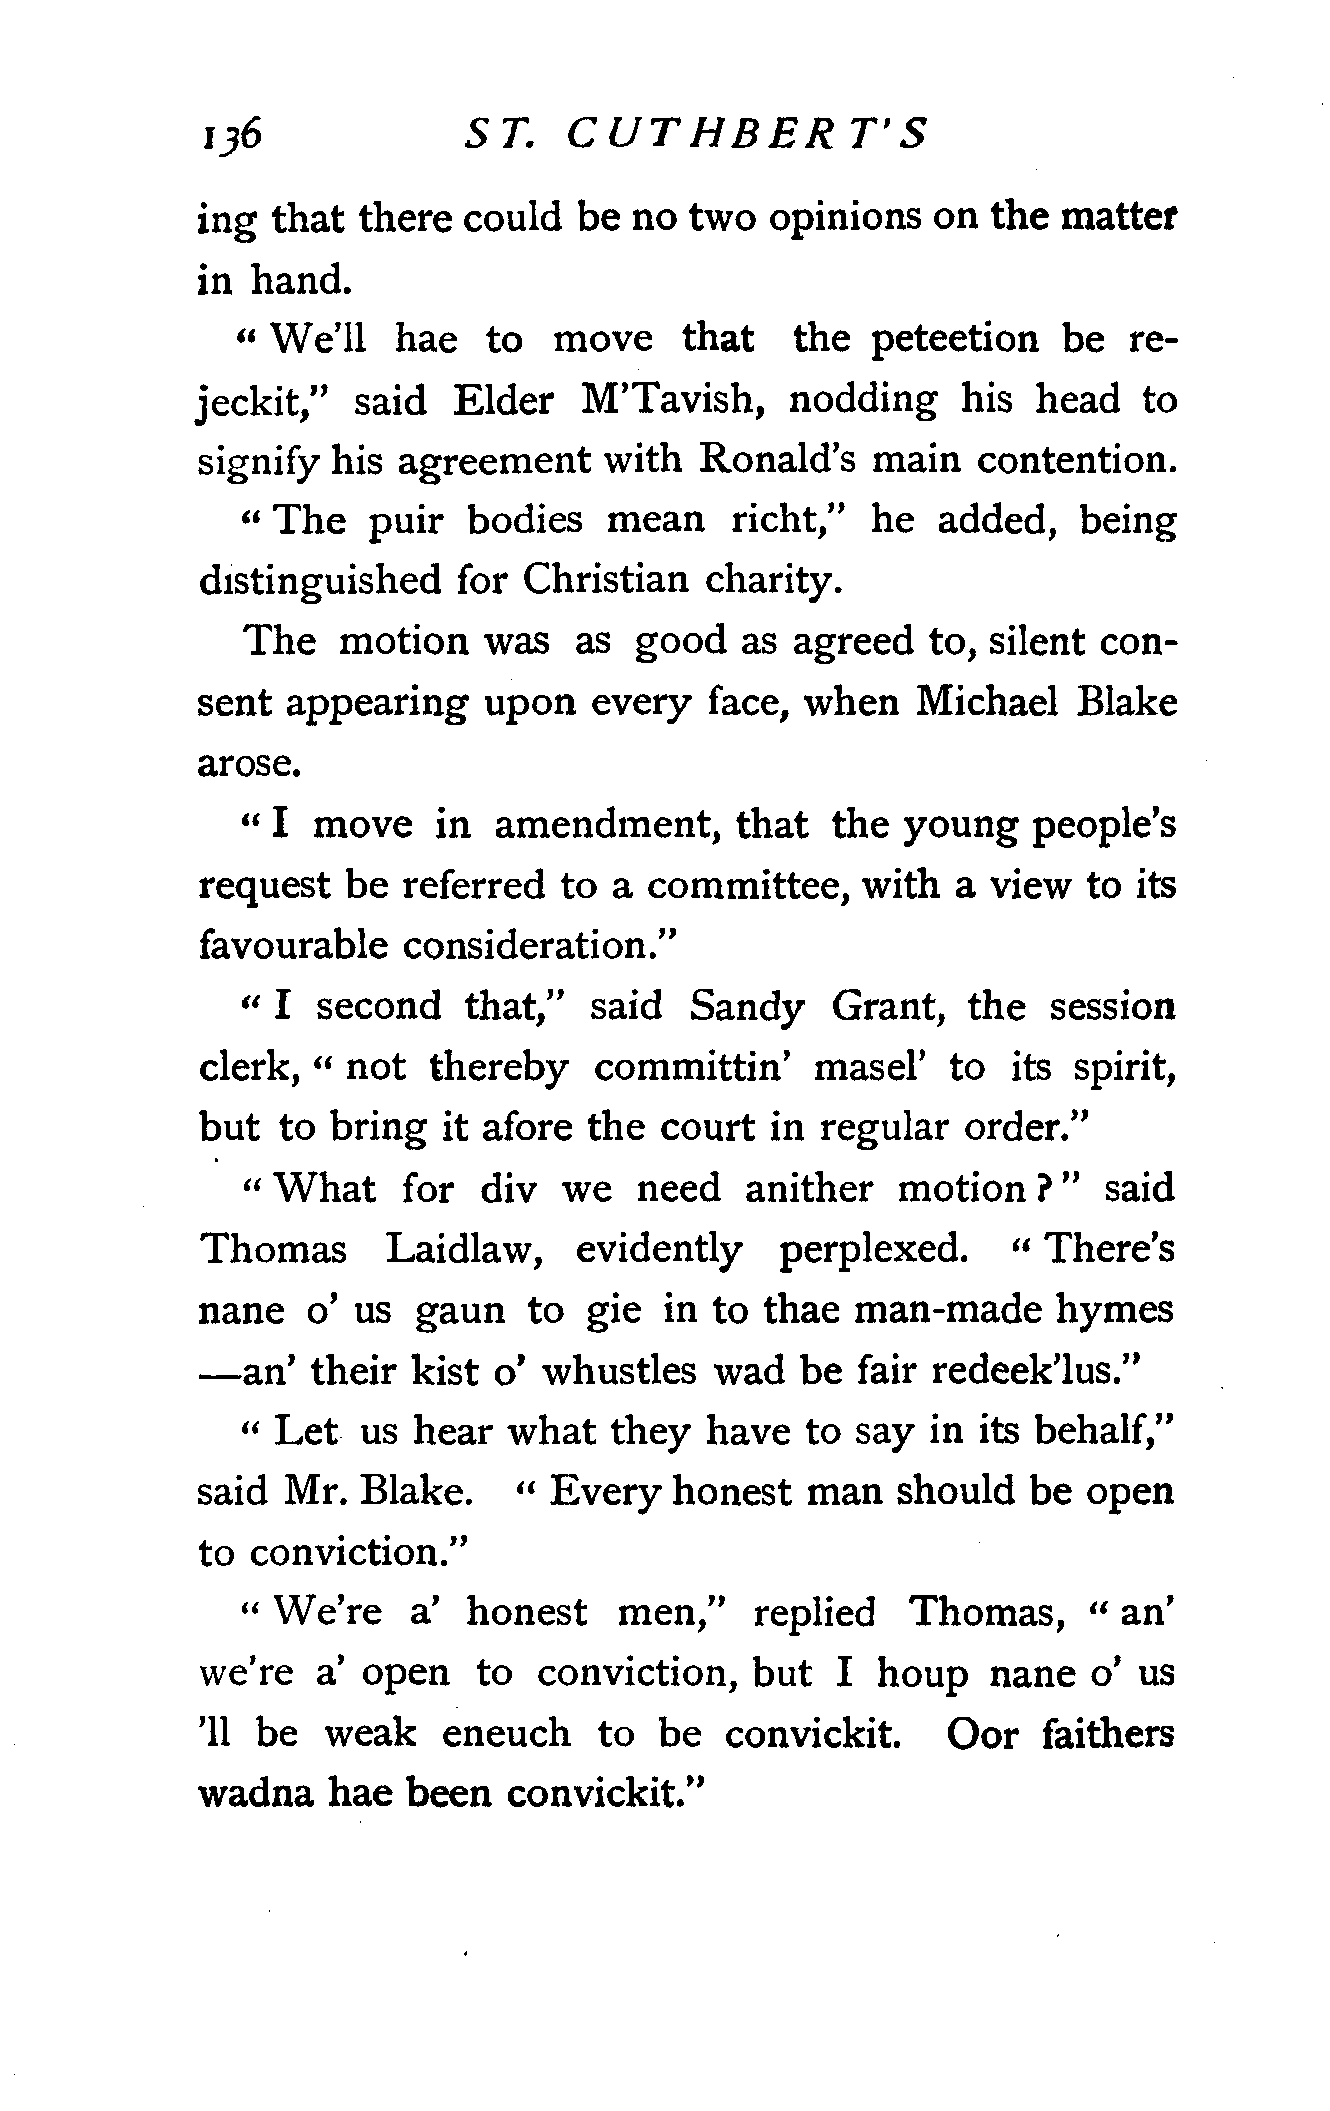 136 ST. CUTHBERT'S
ing that there could be no two opinions on the matter
in hand.
" We'll hae to move that the peteetion be re-
jeckit," said Elder M'Tavish, nodding his head to
signify his agreement with Ronald's main contention.
" The puir bodies mean richt," he added, being
distinguished for Christian charity.
The motion was as good as agreed to, silent con-
sent appearing upon every face, when Michael Blake
arose.
" I move in amendment, that the young people's
request be referred to a committee, with a view to its
favourable consideration."
" I second that," said Sandy Grant, the session
clerk, " not thereby committin' masel' to its spirit,
but to bring it afore the court in regular order."
" What for div we need anither motion ? " said
Thomas Laidlaw, evidently perplexed. " There's
nane o' us gaun to gie in to thae man-made hymes
—an' their kist o' whustles wad be fair redeek'lus."
" Let us hear what they have to say in its behalf,"
said Mr. Blake. " Every honest man should be open
to conviction."
" We're a' honest men," replied Thomas, " an'
we're a' open to conviction, but I houp nane o' us
'll be weak eneuch to be convickit. Oor faithers
wadna hae been convickit."